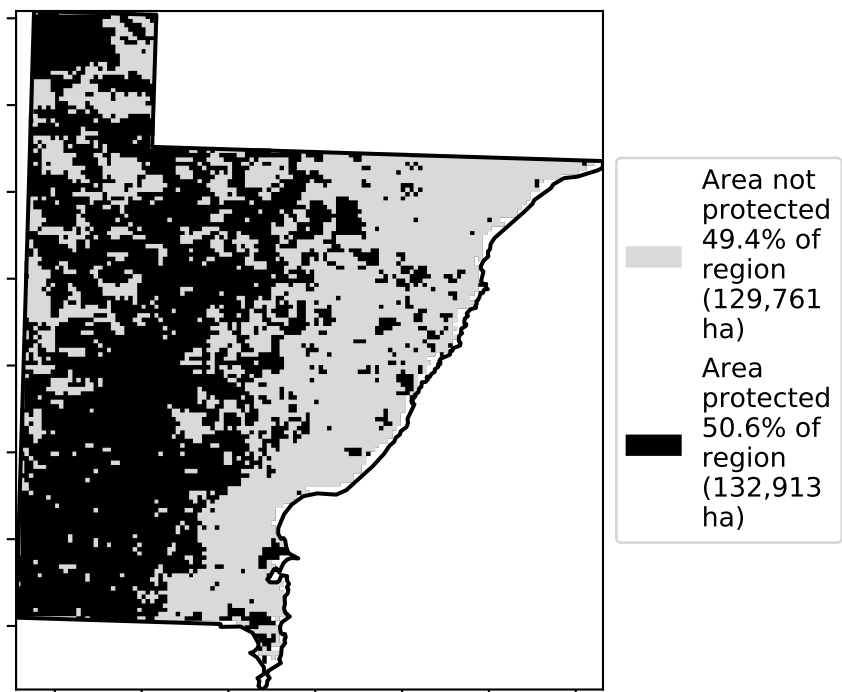 Area not
protected
49.4% of
region
(129,761
ha)
Area
protected
50.6% of
region
(132,913
ha)